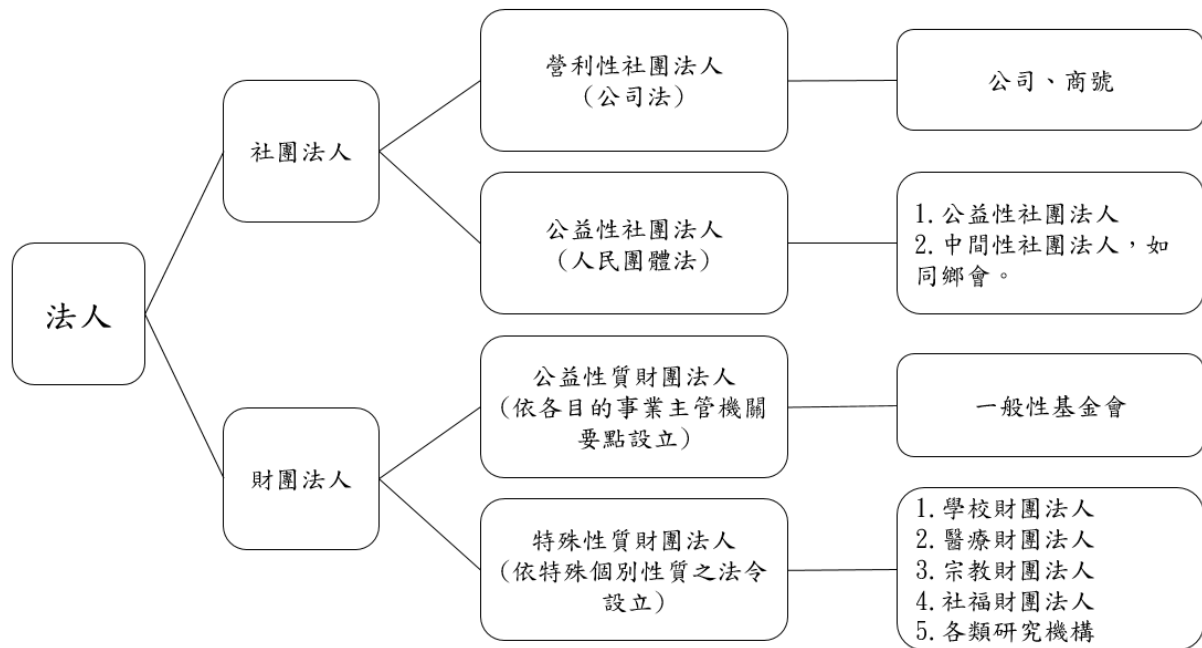 法人
社團法人
營利性社團法人
（公司法）
公司、商號
公益性社團法人
（人民團體法）
1. 公益性社團法人
2. 中間性社團法人，如
同鄉會。
財團法人
公益性質財團法人
（依各目的事業主管機關
要點設立）
一般性基金會
特殊性質財團法人
（依特殊個別性質之法令
設立）
1. 學校財團法人
2. 醫療財團法人
3. 宗教財團法人
4. 社福財團法人
5. 各類研究機構